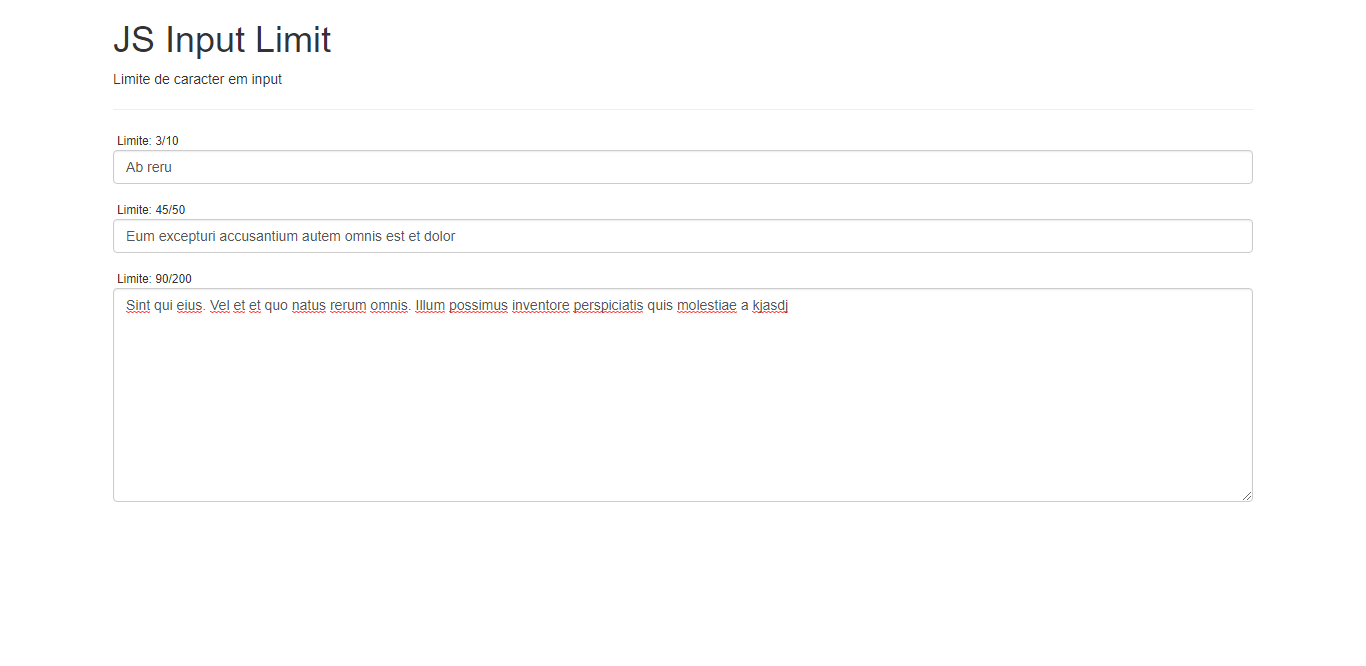 JS Input Limit
Limite de caracter em input
Limite: 3/10
Ab reru
Limite: 45/50
Eum excepturi accusantium autem omnis est et dolor
Limite: 90/200
Sint qui eius. Vel et et quo natus rerum omnis. Illum possimus inventore perspiciatis quis molestiae a kjasdj